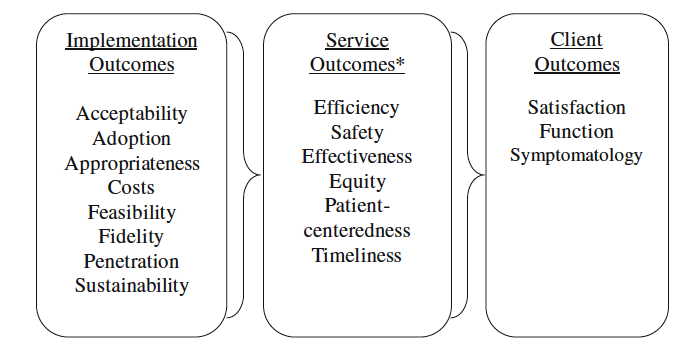 Implementation
Outcomes
Acceptability
Adoption
Appropriateness
Costs
Feasibility
Fidelity
Penetration
Sustainability
Service
Outcomes*
Efficiency
Safety
Effectiveness
Equity
Patient-
centeredness
Timeliness
Client
Outcomes
Satisfaction
Function
Symptomatology